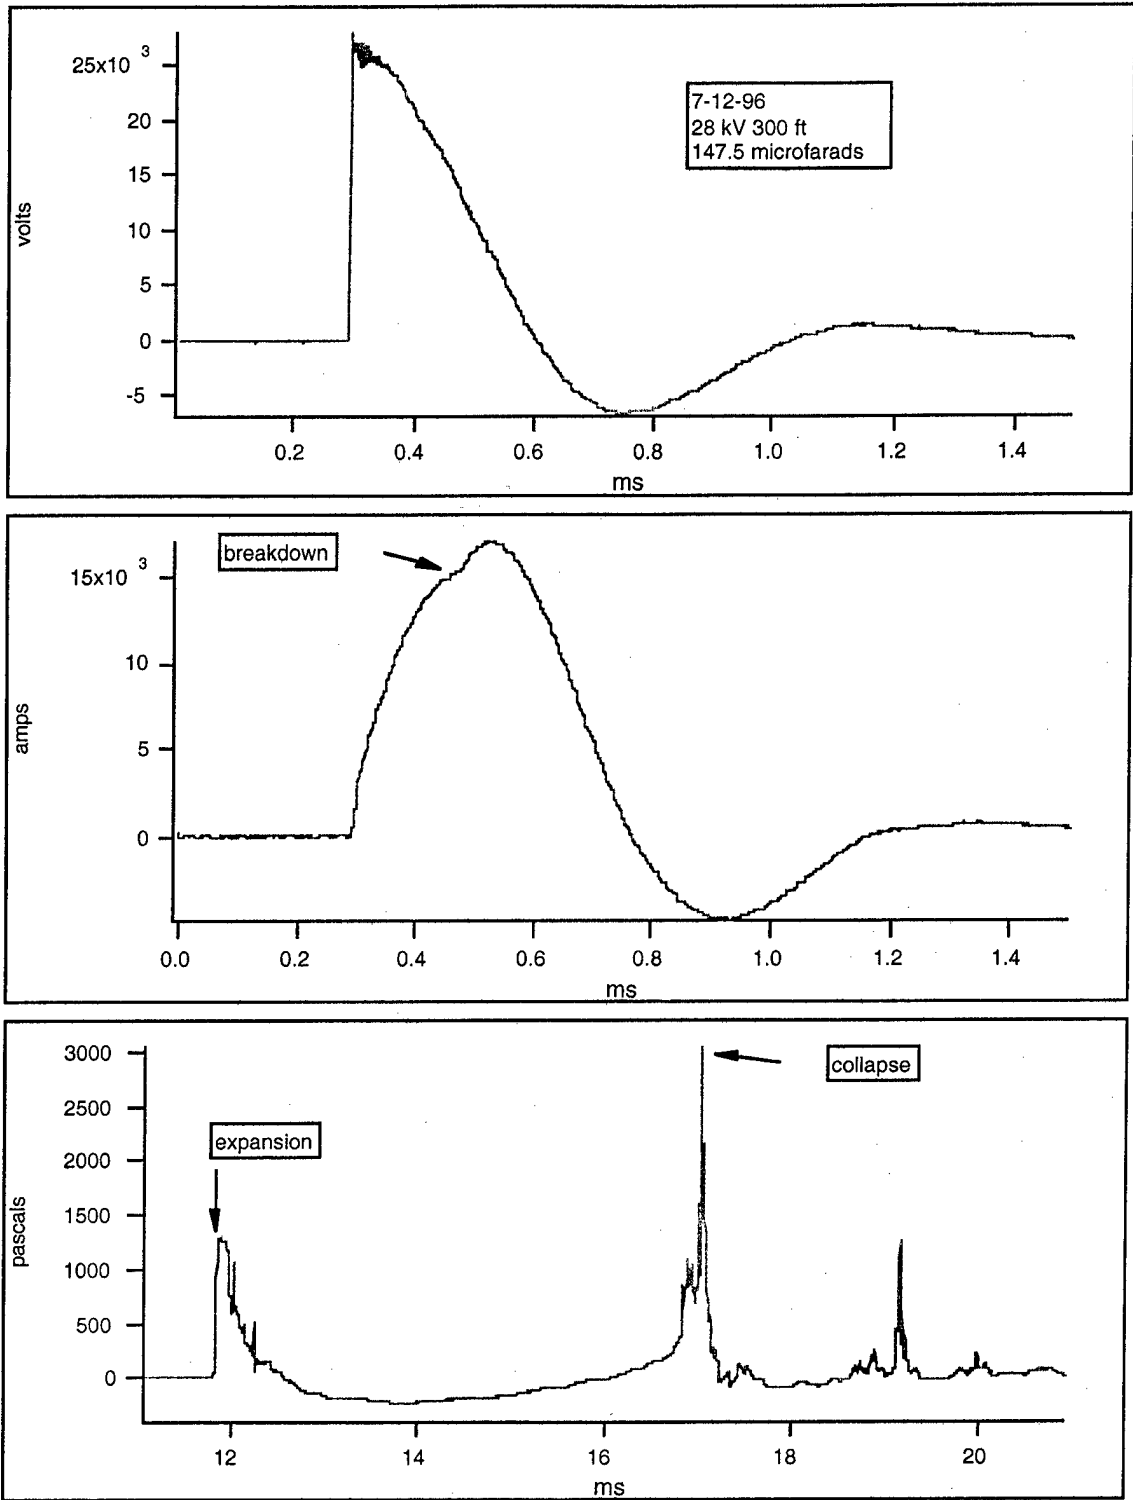 25x10 3
20
15
10
5
0
-5
volts
7-12-96
28 kV 300 ft
147.5 microfarads
0.2 0.4 0.6 0.8 1.0 1.2 1.4
ms
breakdown
15x10 3
10
5
0
amps
0.0 0.2 0.4 0.6 0.8 1.0 1.2 1.4
ms
3000
2500
2000
1500
1000
500
0
pascals
expansion
collapse
12 14 16 18 20
ms